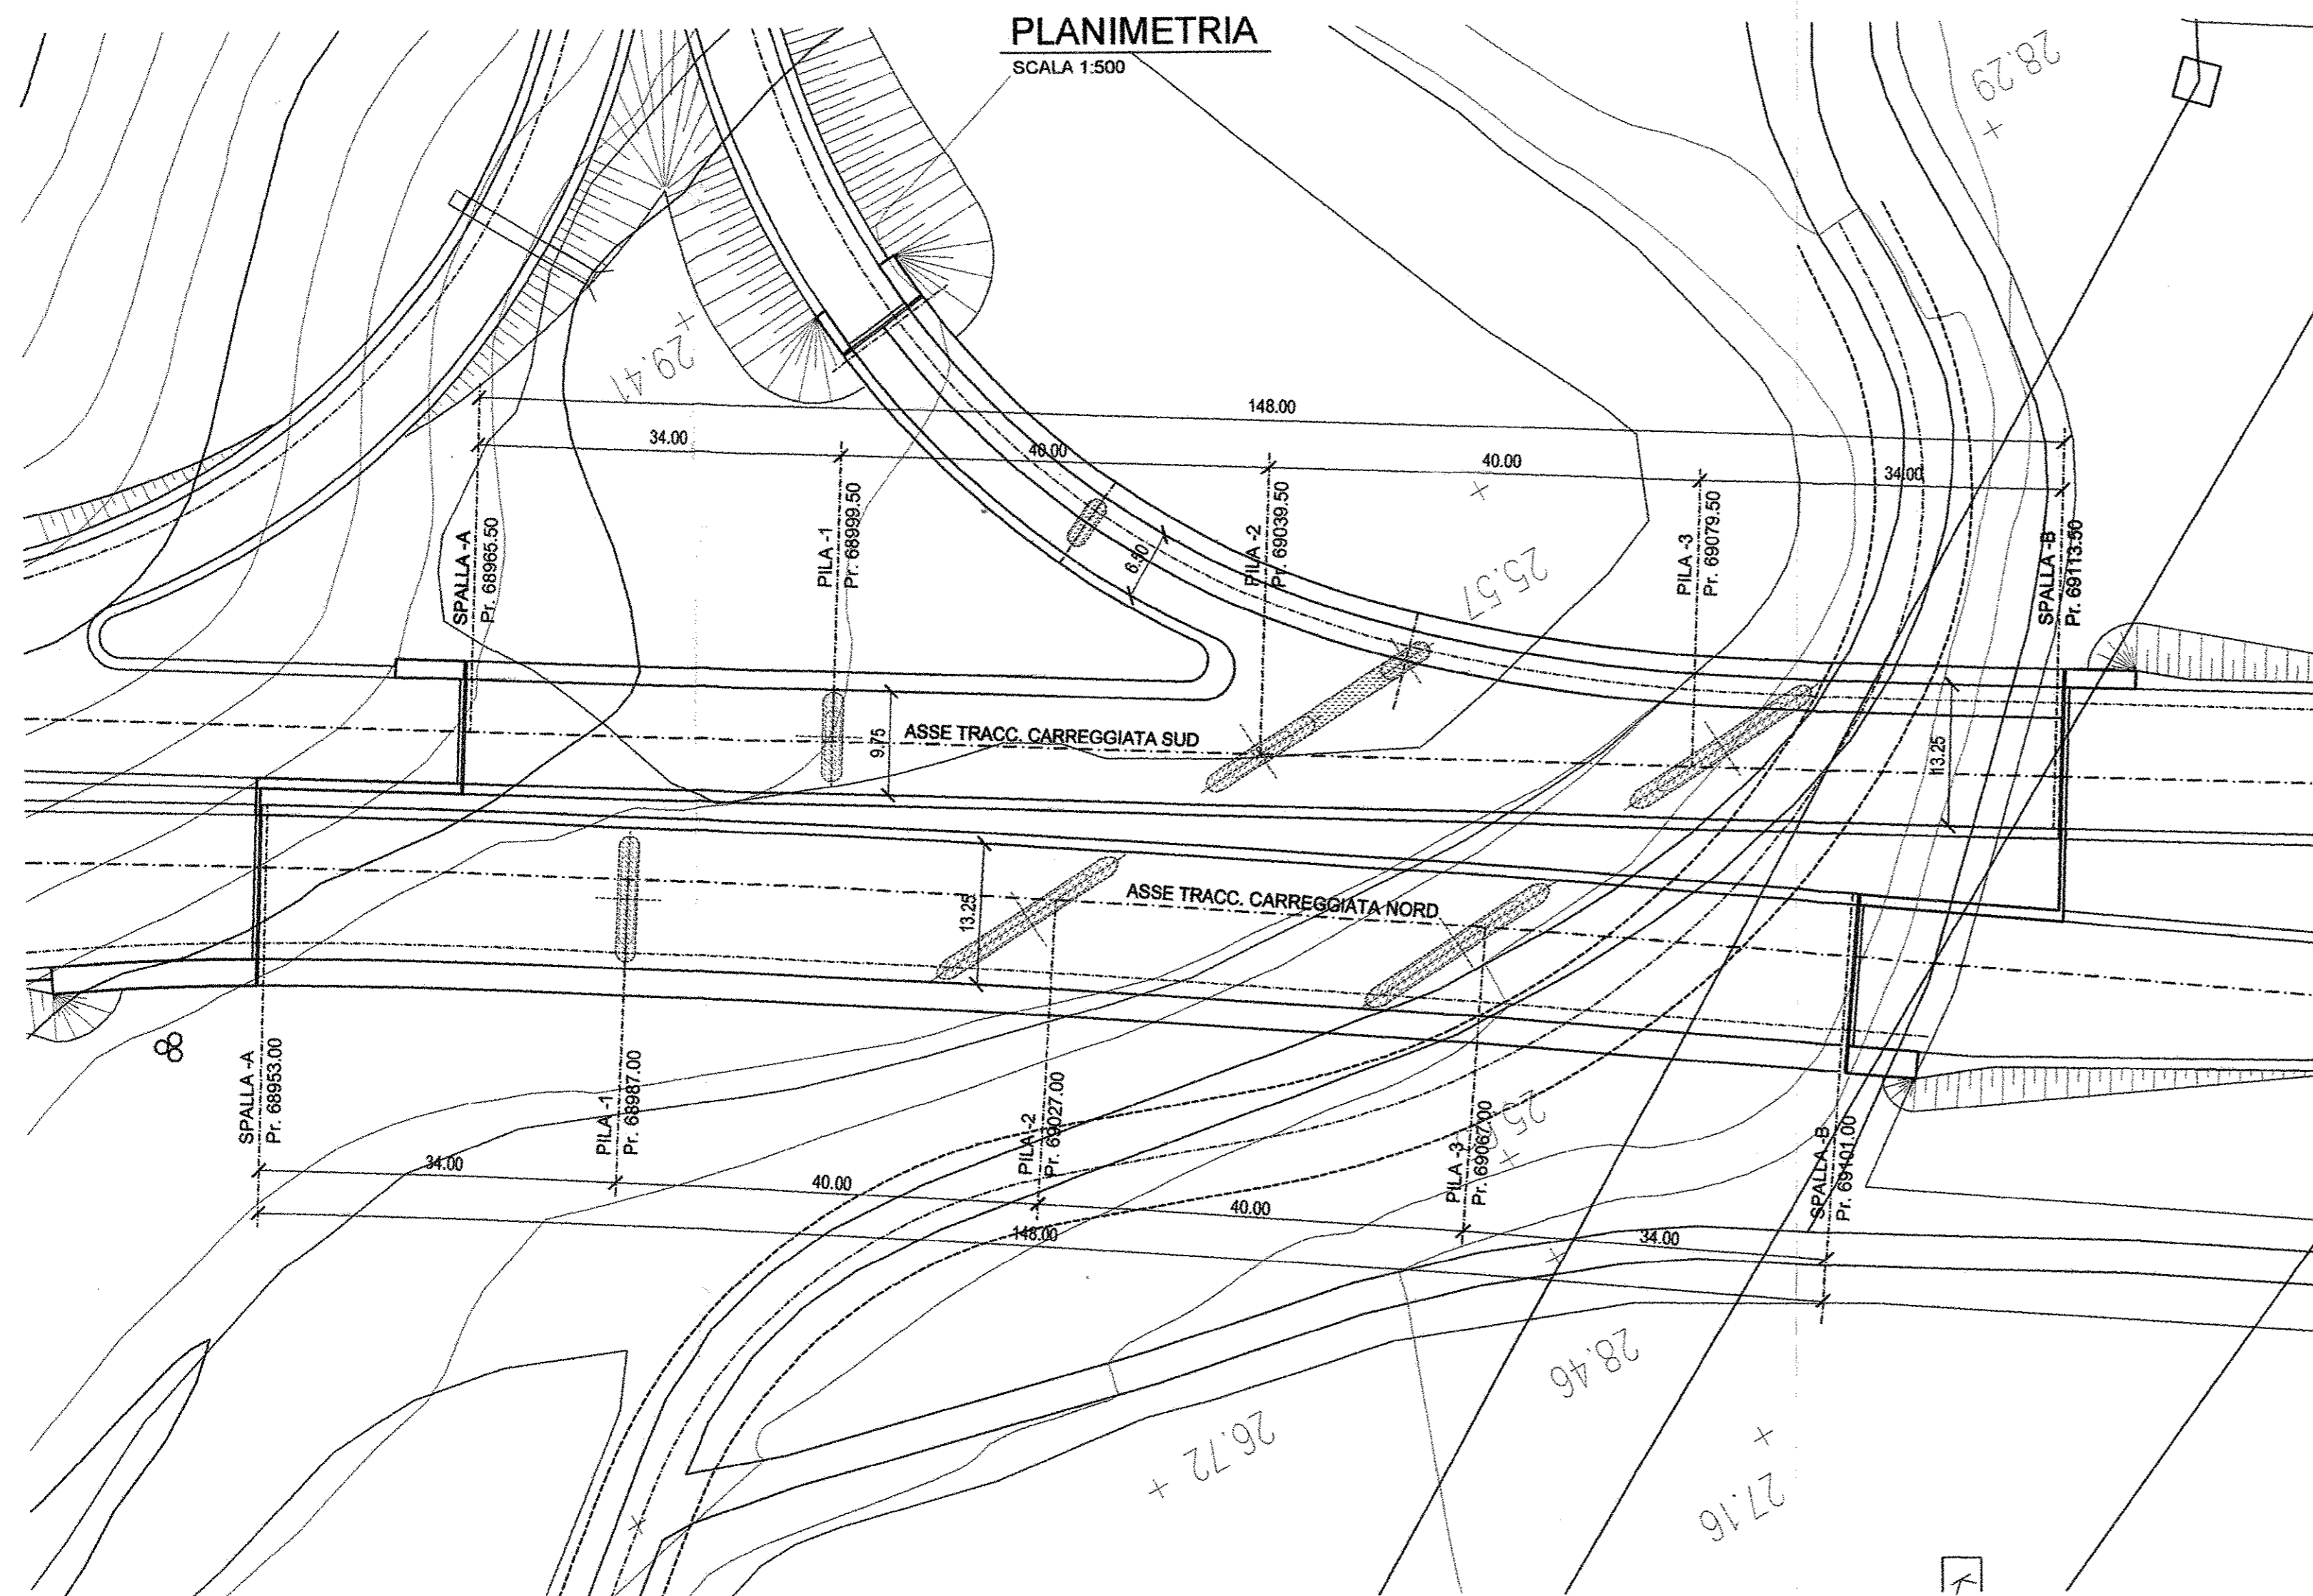 PLANIMETRIA
SCALA 1:500
28.29
29.41
148.00
34.00
40.00
40.00
34.00
SPALLA -A
Pr. 68965.50
PILA -1
Pr. 68999.50
6.50
PILA -2
Pr. 69039.50
25.57
PILA -3
Pr. 69079.50
SPALLA -B
Pr. 69113.50
9.75
ASSE TRACC. CARREGGIATA SUD
13.25
13.25
ASSE TRACC. CARREGGIATA NORD
SPALLA -A
Pr. 68953.00
PILA -1
Pr. 68987.00
PILA -2
Pr. 69027.00
PILA -3
Pr. 69067.00
SPALLA -B
Pr. 69101.00
34.00
40.00
40.00
34.00
148.00
28.46
26.72
27.16